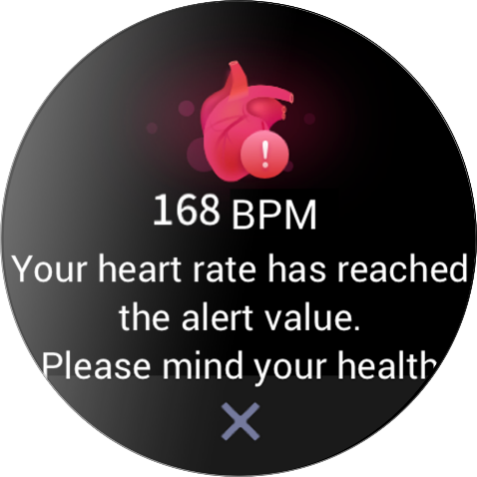 168 BPM
Your heart rate has reached
the alert value.
Please mind your health